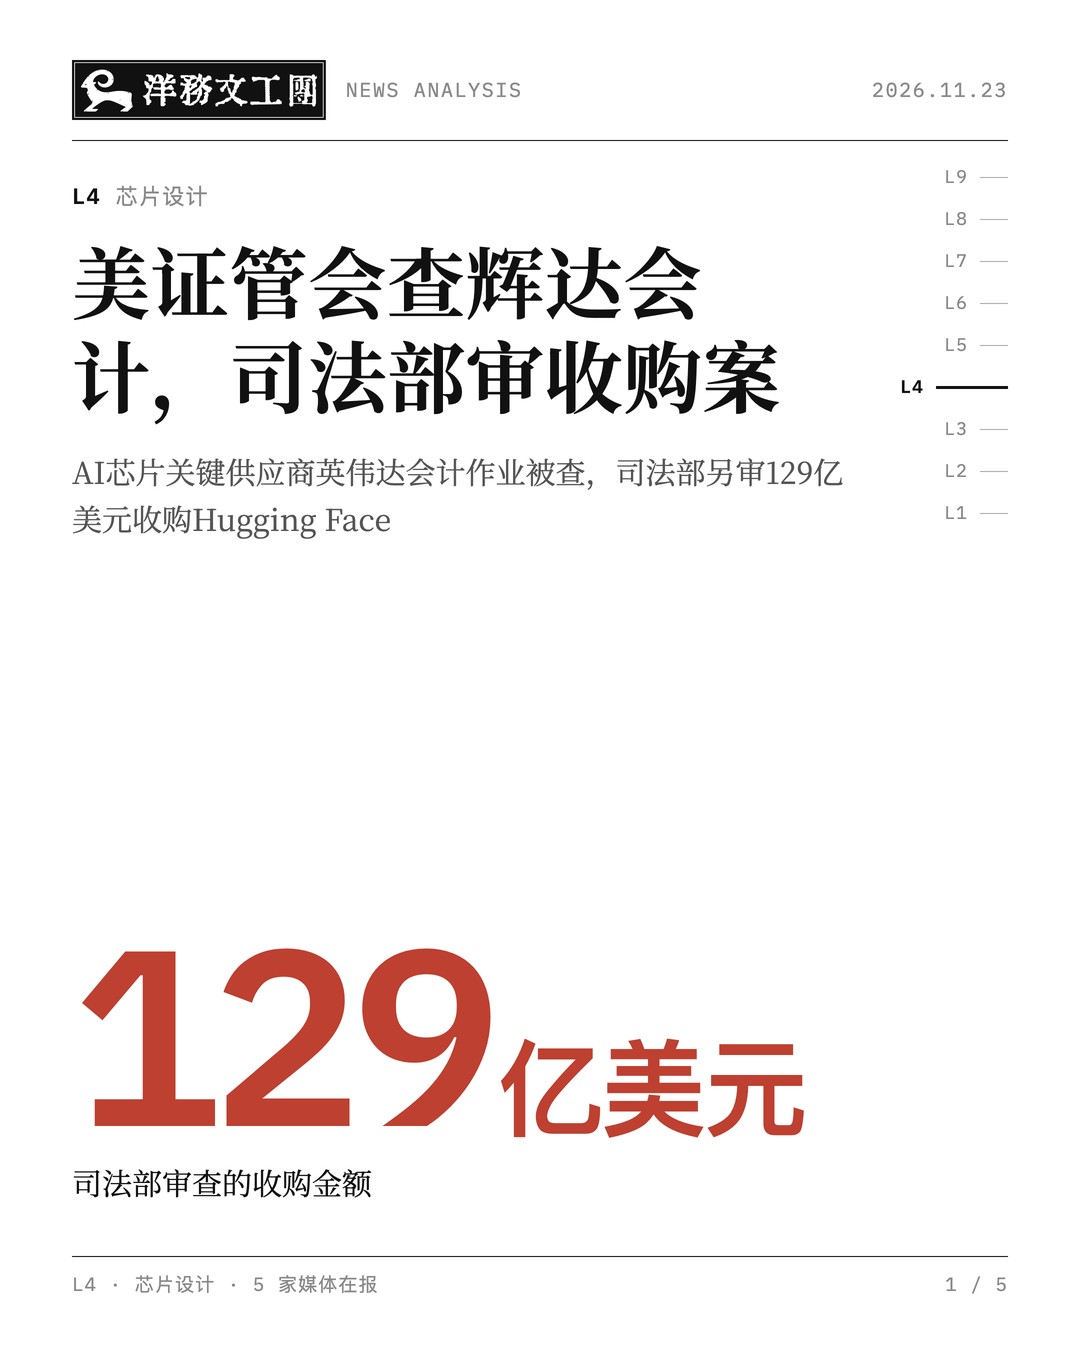 洋務文工團 NEWS ANALYSIS 2026.11.23
L4 芯片设计
美证管会查辉达会
计，司法部审收购案
AI芯片关键供应商英伟达会计作业被查，司法部另审129亿
美元收购Hugging Face
L9
L8
L7
L6
L5
L4
L3
L2
L1
129亿美元
司法部审查的收购金额
L4 · 芯片设计 · 5 家媒体在报 1 / 5